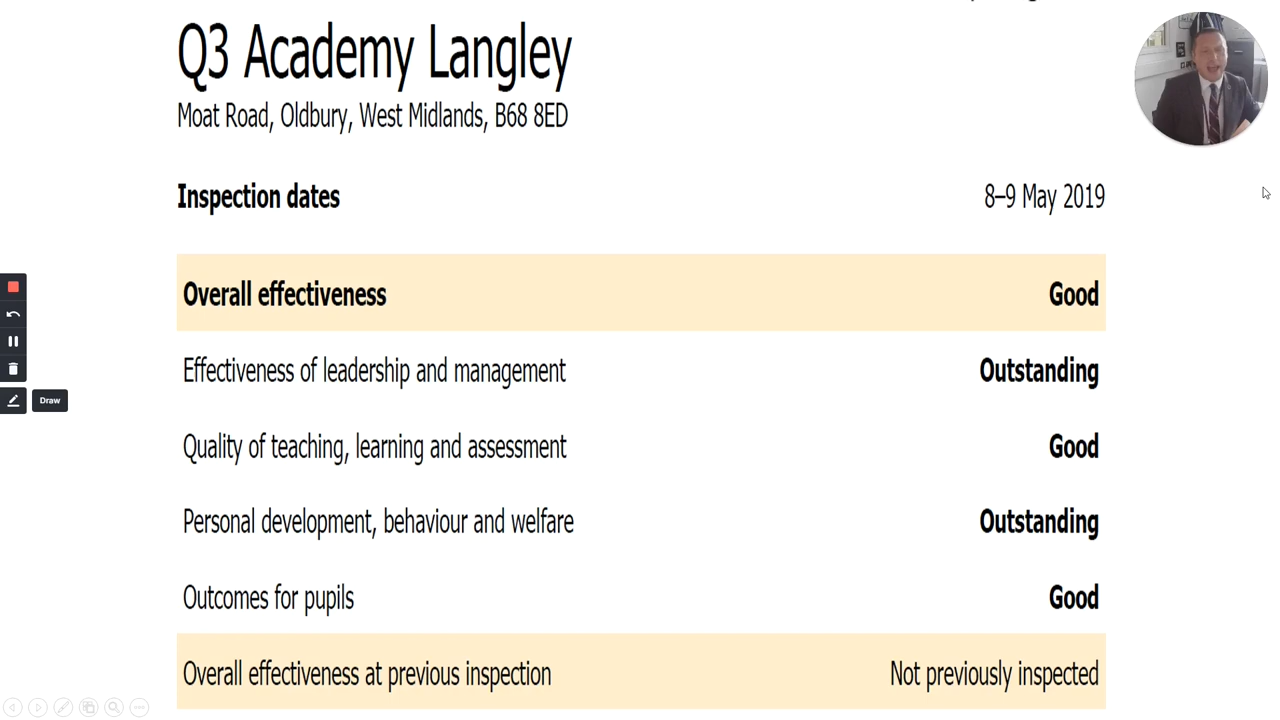 Q3 Academy Langley
Moat Road, Oldbury, West Midlands, B68 8ED
Inspection dates 8–9 May 2019
Overall effectiveness Good
Effectiveness of leadership and management Outstanding
Quality of teaching, learning and assessment Good
Draw
Personal development, behaviour and welfare Outstanding
Outcomes for pupils Good
Overall effectiveness at previous inspection Not previously inspected